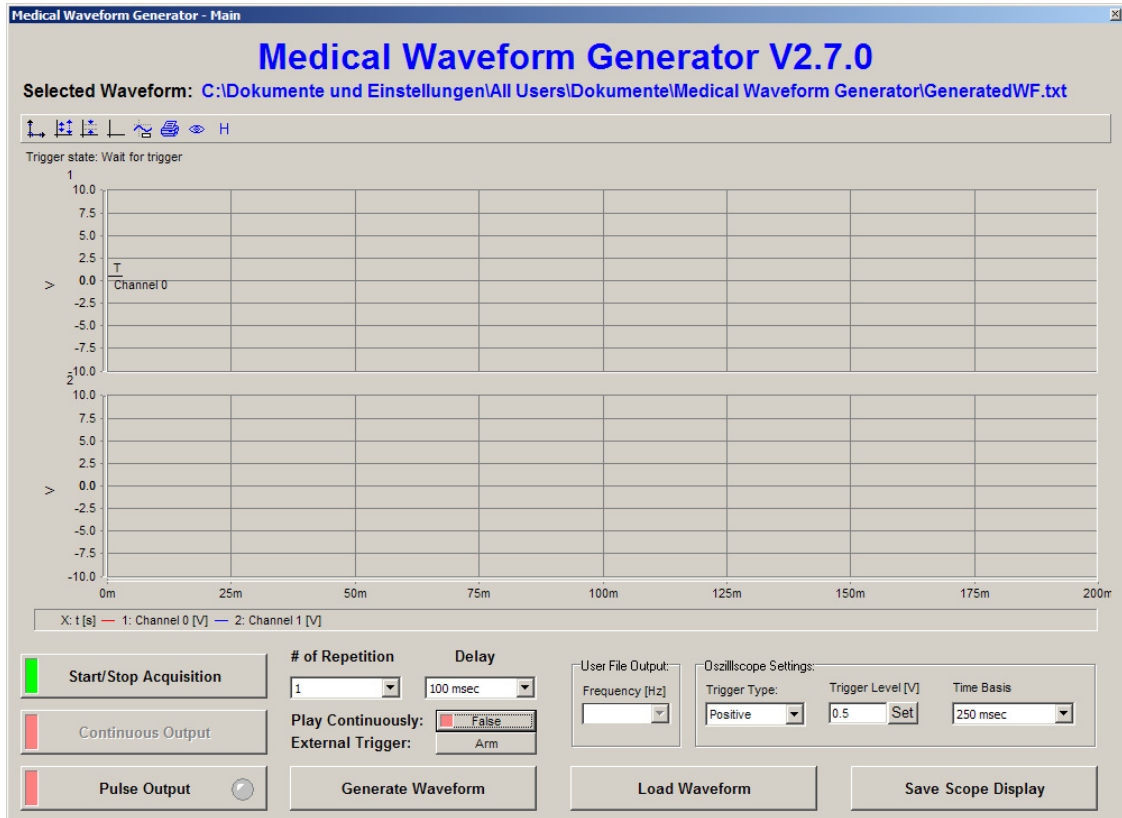 Medical Waveform Generator - Main
Medical Waveform Generator V2.7.0
Selected Waveform: C:\Dokumente und Einstellungen\All Users\Dokumente\Medical Waveform Generator\GeneratedWF.txt
H
Trigger state: Wait for trigger
1
10.0
7.5
5.0
2.5
T
V
0.0
Channel 0
-2.5
-5.0
-7.5
-10.0
2
10.0
7.5
5.0
2.5
V
0.0
-2.5
-5.0
-7.5
-10.0
0m 25m 50m 75m 100m 125m 150m 175m 200m
X: t [s] 1: Channel 0 [V] 2: Channel 1 [V]
Start/Stop Acquisition
Continuous Output
Pulse Output
# of Repetition Delay
1 100 msec
Play Continuously: False
External Trigger: Arm
Generate Waveform
User File Output:
Frequency [Hz]
Oszilllscope Settings:
Trigger Type: Trigger Level [V] Time Basis
Positive 0.5 Set 250 msec
Load Waveform
Save Scope Display